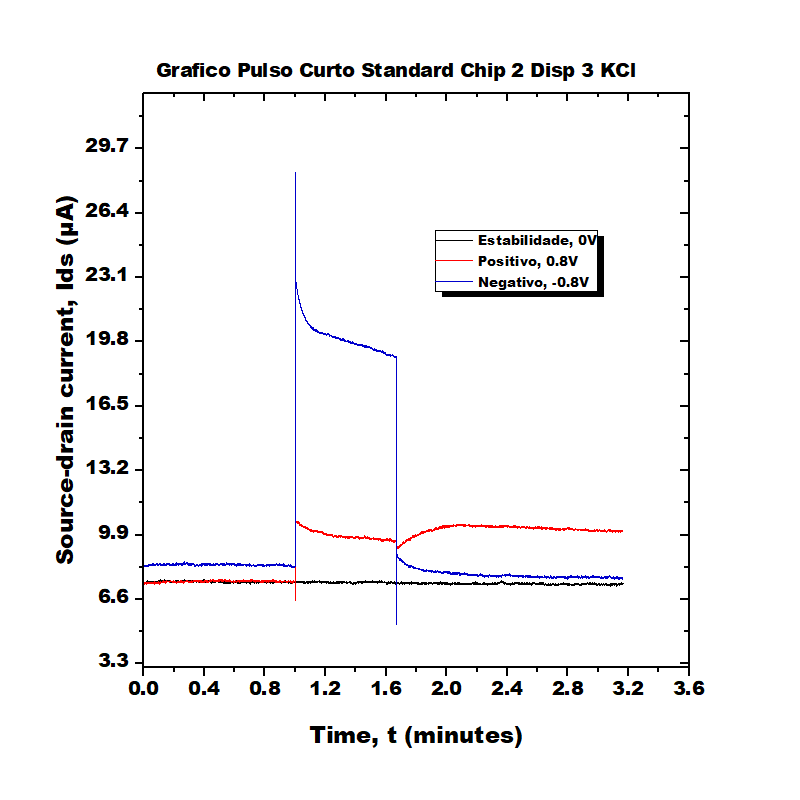 Grafico Pulso Curto Standard Chip 2 Disp 3 KCl
Source-drain current, Ids (µA)
29.7
26.4
23.1
19.8
16.5
13.2
9.9
6.6
3.3
Estabilidade, 0V
Positivo, 0.8V
Negativo, -0.8V
0.0 0.4 0.8 1.2 1.6 2.0 2.4 2.8 3.2 3.6
Time, t (minutes)